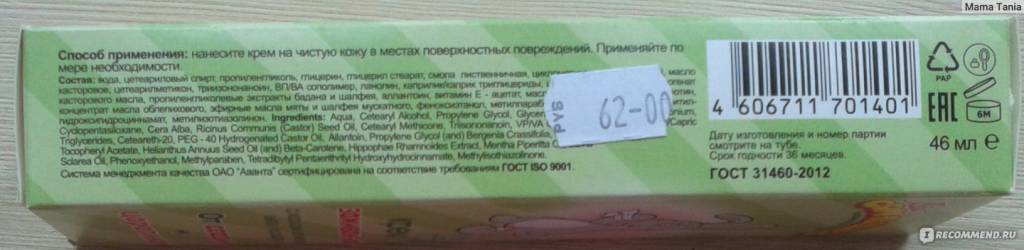 Mama Tania
Способ применения: нанесите крем на чистую кожу в местах поверхностных повреждений. Применяйте по
мере необходимости.
Состав: вода, цетеариловый спирт, пропиленгликоль, глицерин, глицерил стеарат, смола лиственничная, масло
касторовое, цетеарилметикон, триизононаноин, ВП/ВА сополимер, ланолин, каприлик/каприк триглицериды,
касторового масла, пропиленгликолевые экстракты бадана и шалфея, аллантоин, витамин Е - ацетат,
концентрат масла облепихового, эфирные масла мяты и шалфея мускатного, феноксиэтанол,
гидроксигидроциннамат, метилизотиазолинон. Ingredients: Aqua, Cetearyl Alcohol, Propylene Glycol,
Cyclopentasiloxane, Cera Alba, Ricinus Communis (Castor) Seed Oil, Cetearyl Methicone, Triisononanoin, VP/VA Capric
Triglycerides, Ceteareth-20, PEG - 40 Hydrogenated Castor Oil, Allantoin, Propylene Glycol (and) Bergenia Crassifolia
Tocopheryl Acetate, Helianthus Annuus Seed Oil (and) Beta-Carotene, Hippophae Rhamnoides Extract, Mentha Piperita
Sclarea Oil, Phenoxyethanol, Methylparaben, Tetradibutyl Pentaerithrityl Hydroxyhydrocinnamate, Methylisothiazolinone.
Система менеджмента качества ОАО "Аванта" сертифицирована на соответствие требованиям ГОСТ ISO 9001.
РУБ
62-00
4 606711 701401
Дату изготовления и номер партии
смотрите на тубе.
Срок годности 36 месяцев.
ГОСТ 31460-2012
PAP
EAC
6M
46 мл e
IRECOMMEND.RU